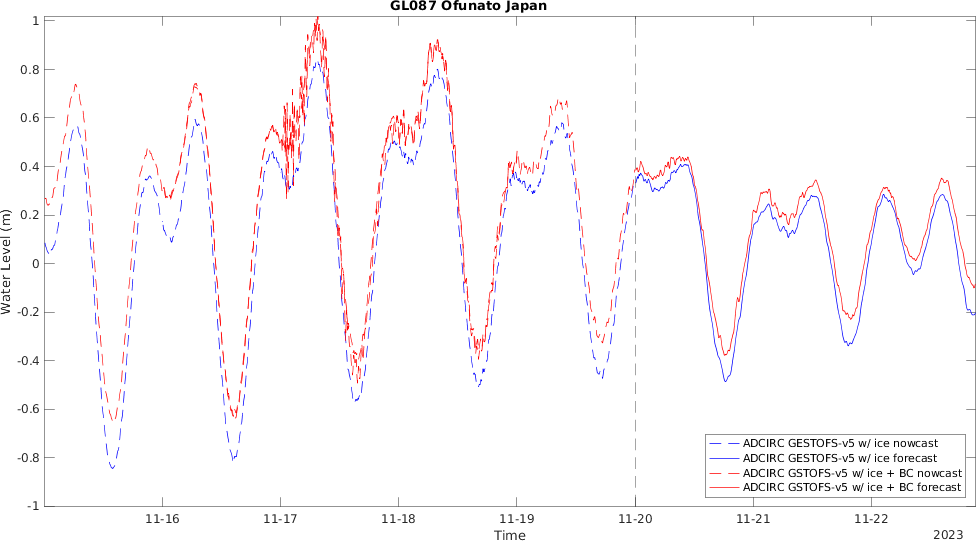 GL087 Ofunato Japan
1
0.8
0.6
0.4
0.2
0
-0.2
-0.4
-0.6
-0.8
-1
Water Level (m)
11-16
11-17
11-18
11-19
11-20
11-21
11-22
Time
2023
ADCIRC GESTOFS-v5 w/ ice nowcast
ADCIRC GESTOFS-v5 w/ ice forecast
ADCIRC GSTOFS-v5 w/ ice + BC nowcast
ADCIRC GSTOFS-v5 w/ ice + BC forecast